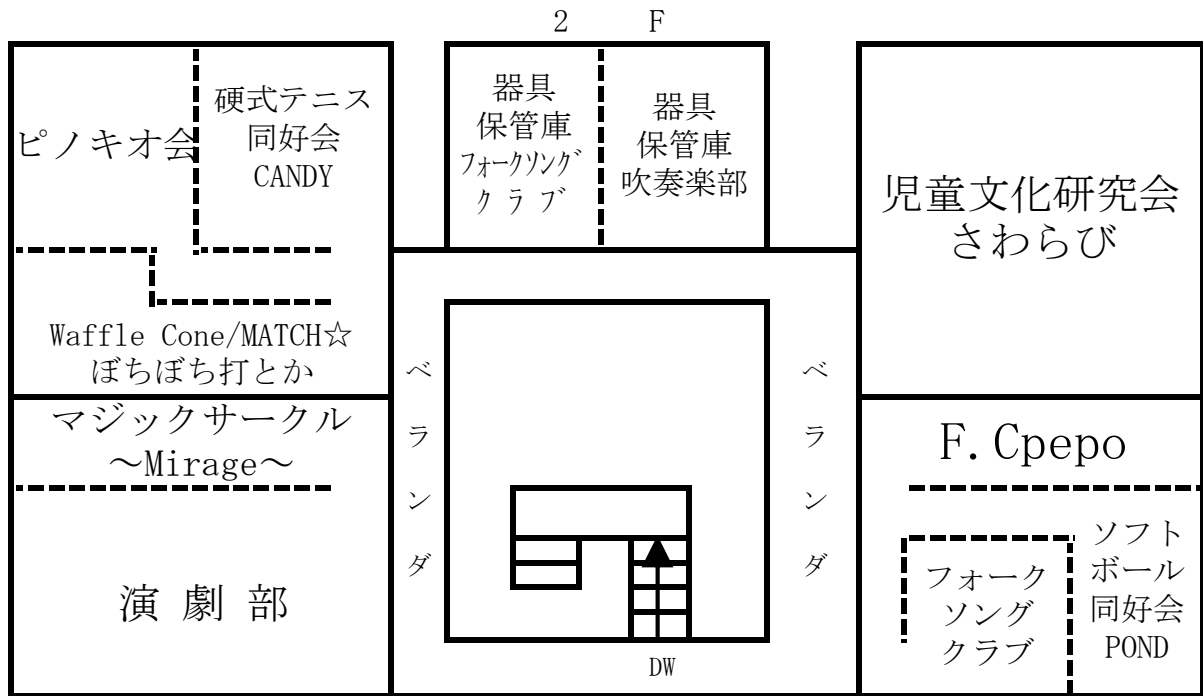 2 F
ピノキオ会
硬式テニス
同好会
CANDY
器具
保管庫
フォークソング
クラブ
器具
保管庫
吹奏楽部
児童文化研究会
さわらび
Waffle Cone/MATCH☆
ぼちぼち打とか
マジックサークル
～Mirage～
演劇部
ベランダ
ベランダ
F.Cpepo
フォーク
ソング
クラブ
ソフト
ボール
同好会
POND
DW